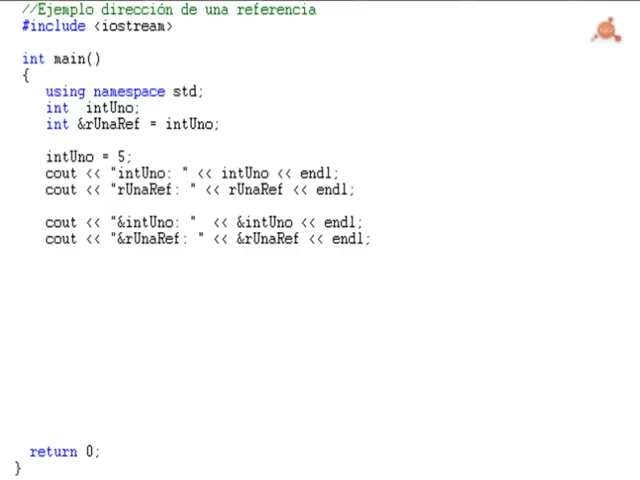 //Ejemplo dirección de una referencia
#include <iostream>
int main()
{
using namespace std;
int intUno;
int &rUnaRef = intUno;
intUno = 5;
cout << "intUno: " << intUno << endl;
cout << "rUnaRef: " << rUnaRef << endl;
cout << "&intUno: " << &intUno << endl;
cout << "&rUnaRef: " << &rUnaRef << endl;
return 0;
}